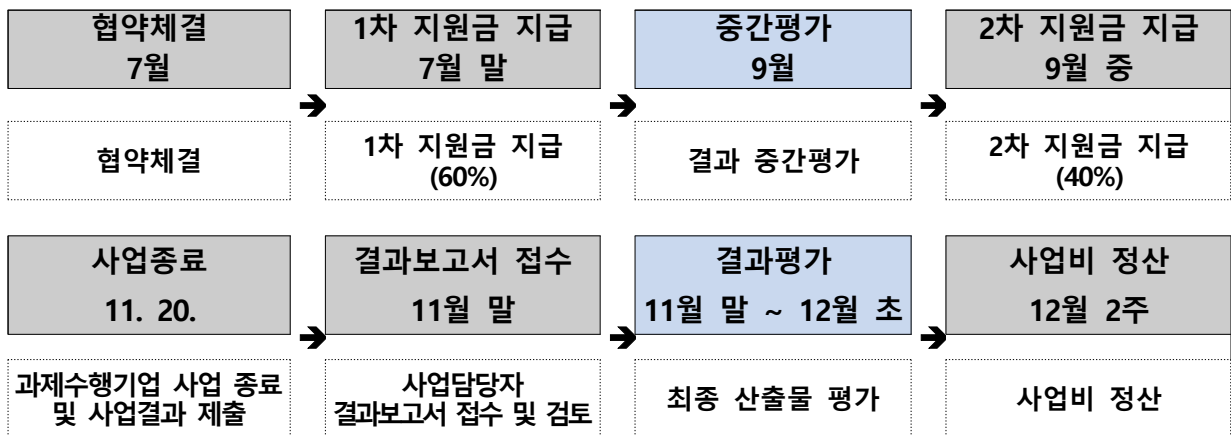 협약체결
7월
1차 지원금 지급
7월 말
중간평가
9월
2차 지원금 지급
9월 중
협약체결
1차 지원금 지급
(60%)
결과 중간평가
2차 지원금 지급
(40%)
사업종료
11. 20.
결과보고서 접수
11월 말
결과평가
11월 말 ~ 12월 초
사업비 정산
12월 2주
과제수행기업 사업 종료
및 사업결과 제출
사업담당자
결과보고서 접수 및 검토
최종 산출물 평가
사업비 정산